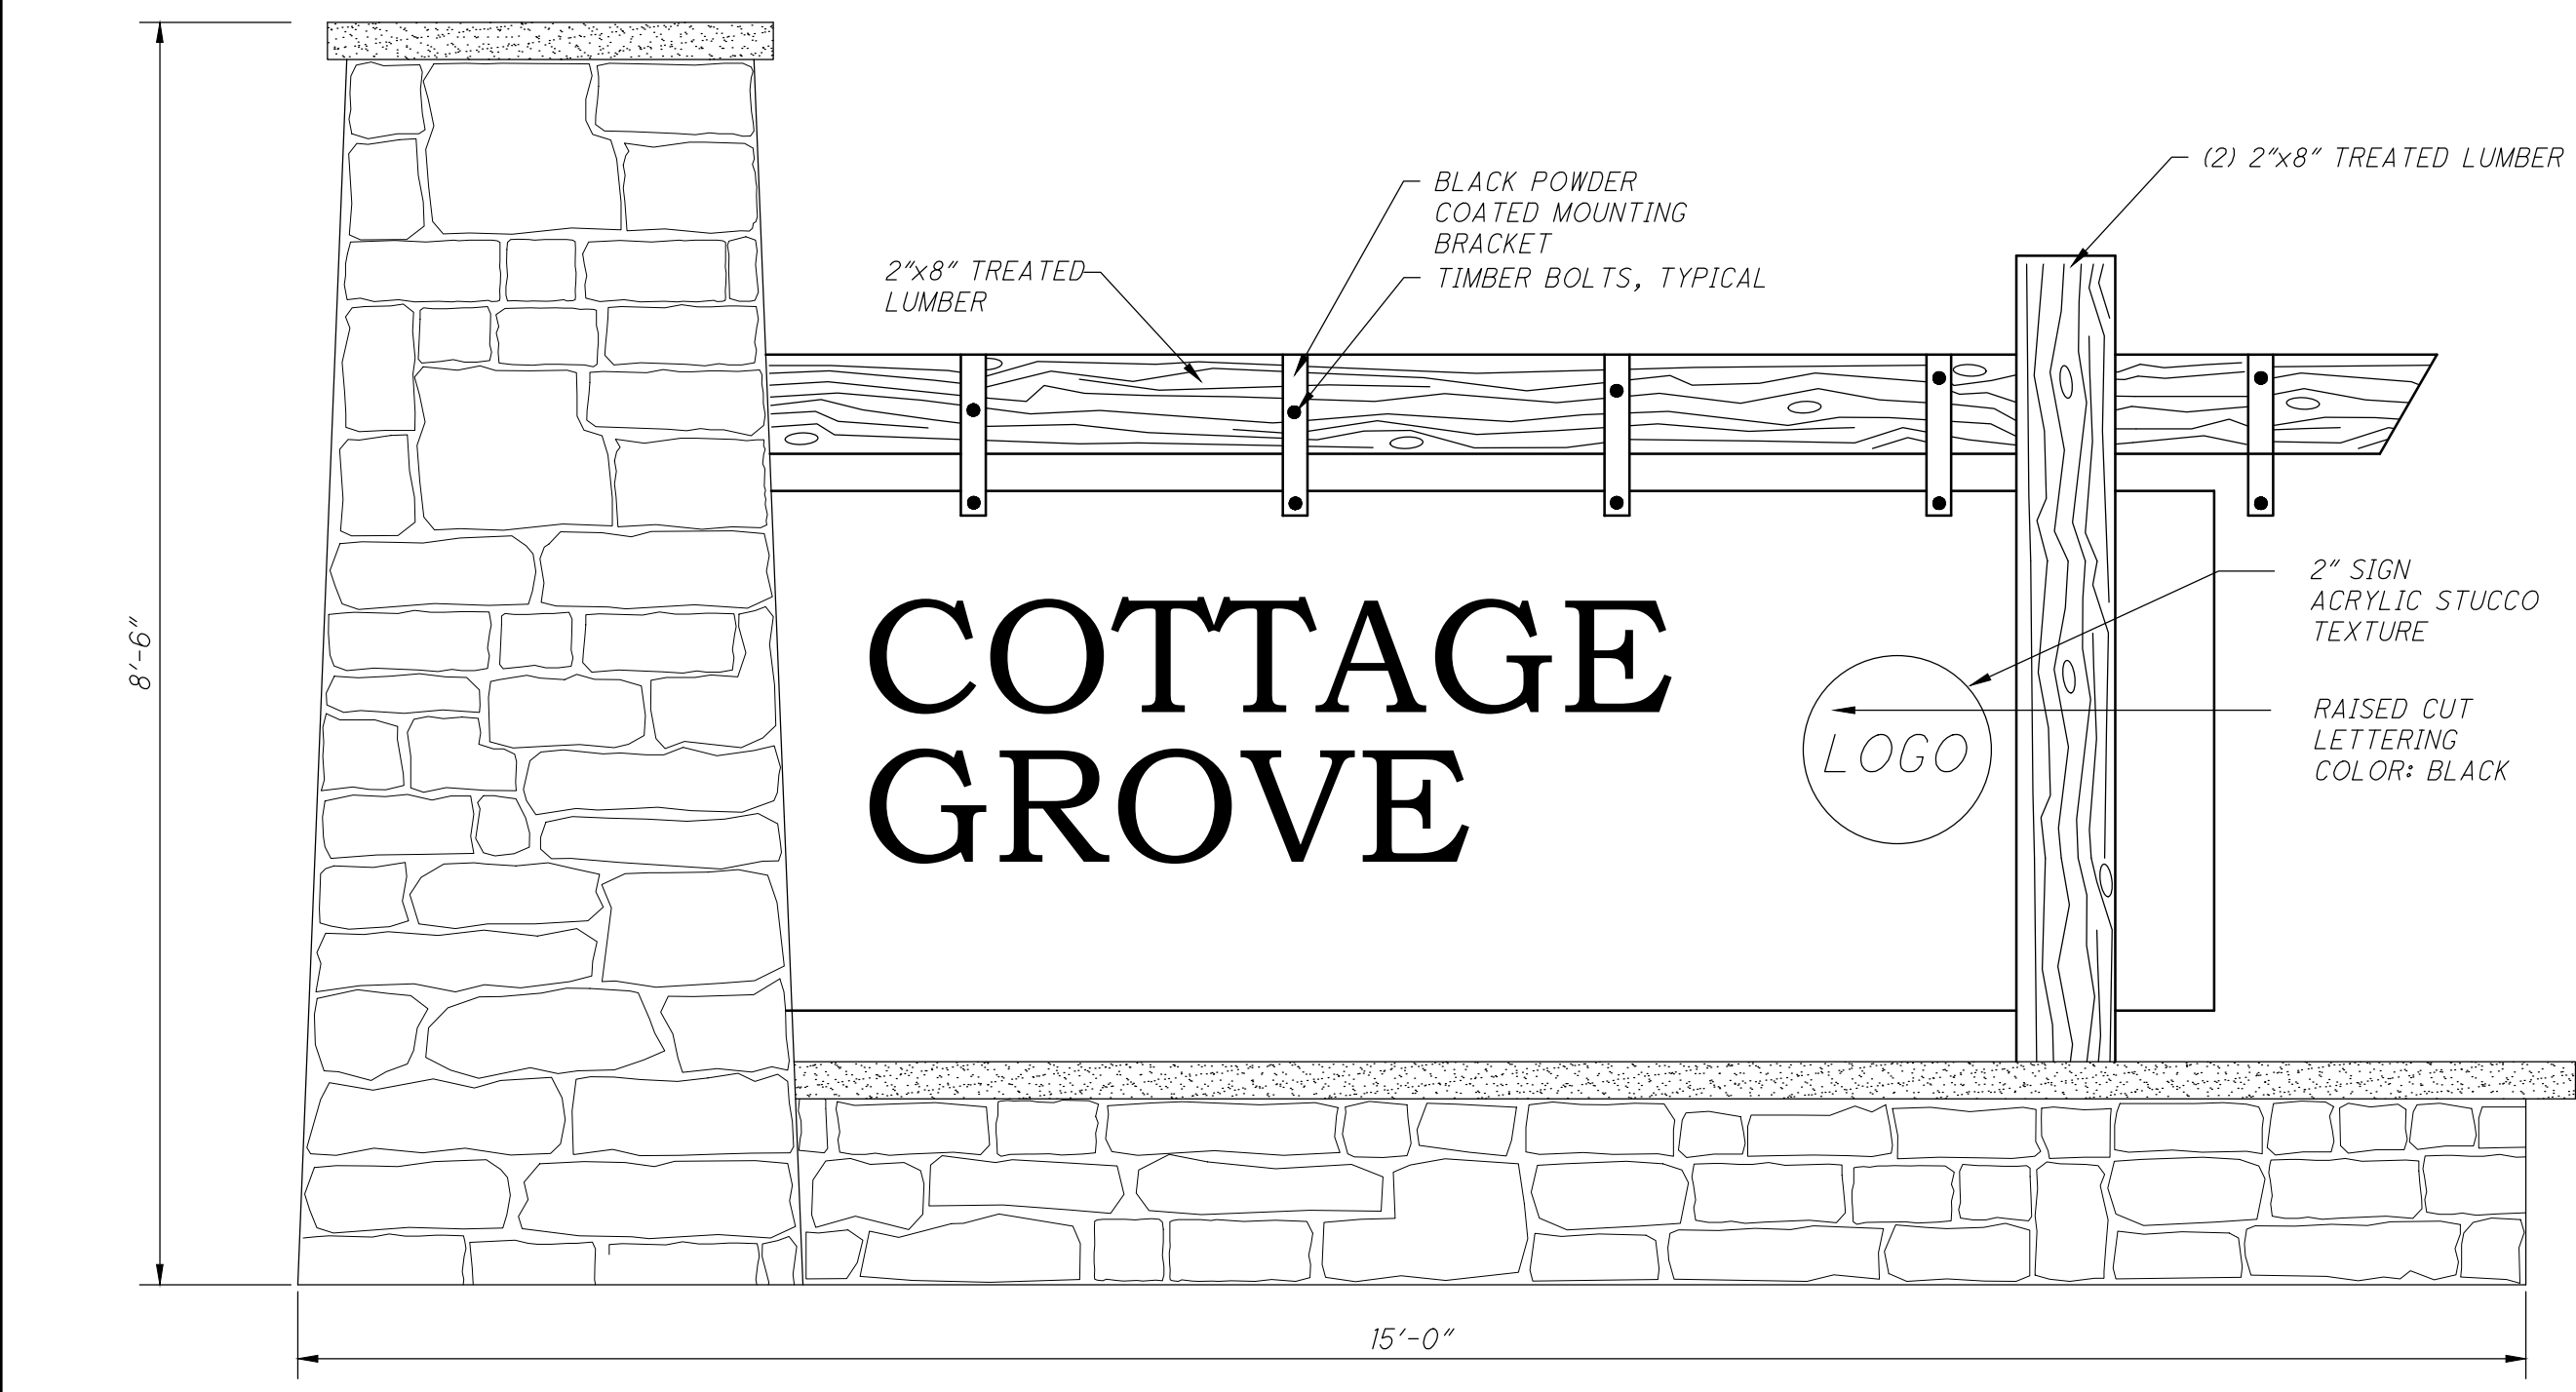 (2) 2"x8" TREATED LUMBER
BLACK POWDER
COATED MOUNTING
BRACKET
TIMBER BOLTS, TYPICAL
2"x8" TREATED
LUMBER
2" SIGN
ACRYLIC STUCCO
TEXTURE
RAISED CUT
LETTERING
COLOR: BLACK
COTTAGE
GROVE
LOGO
8'-6"
15'-0"